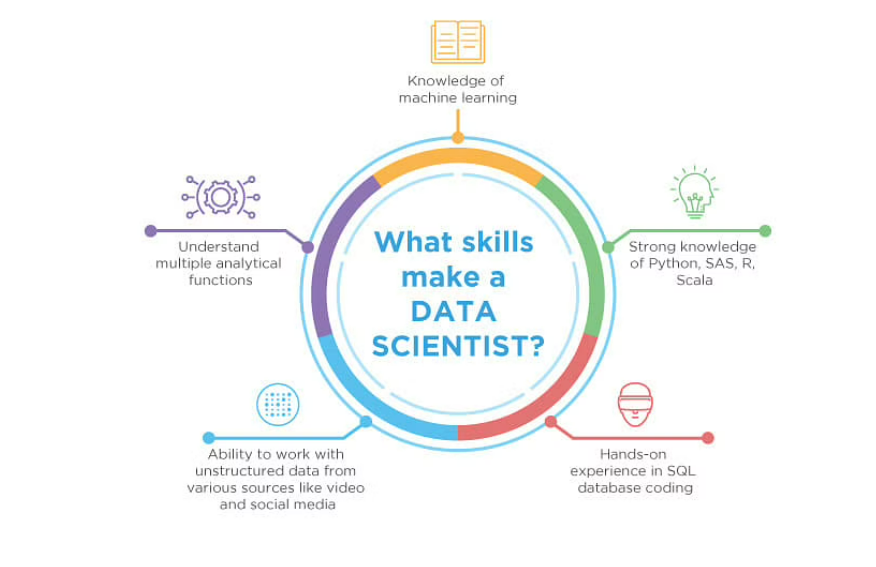 Knowledge of
machine learning
What skills
make a
DATA
SCIENTIST?
Strong knowledge
of Python, SAS, R,
Scala
Hands-on
experience in SQL
database coding
Ability to work with
unstructured data from
various sources like video
and social media
Understand
multiple analytical
functions